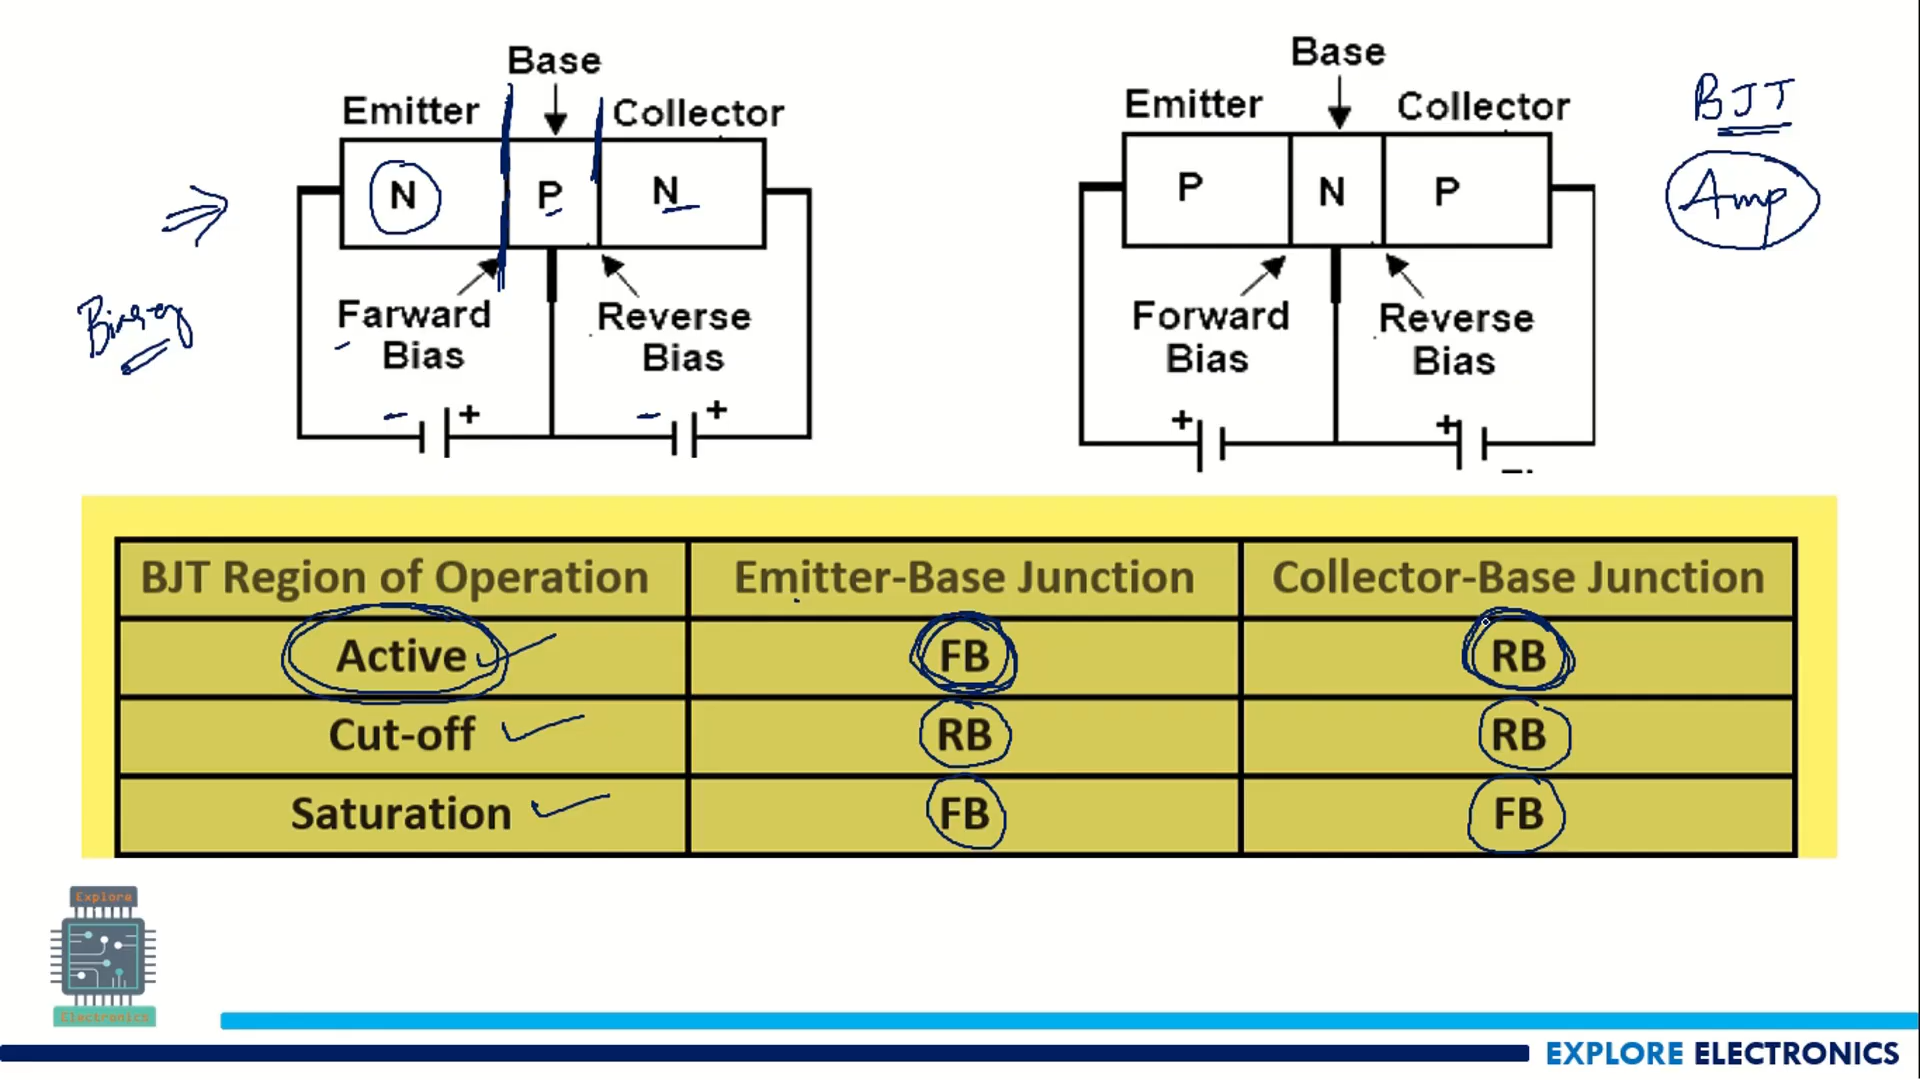 Base
Emitter
Collector
N
P
N
Farward
Bias
Reverse
Bias
- +
- +
Base
Emitter
Collector
P
N
P
Forward
Bias
Reverse
Bias
+
+
BJT
Amp
BJT Region of Operation Emitter-Base Junction Collector-Base Junction
Active FB RB
Cut-off RB RB
Saturation FB FB
Explore
Electronics
EXPLORE ELECTRONICS